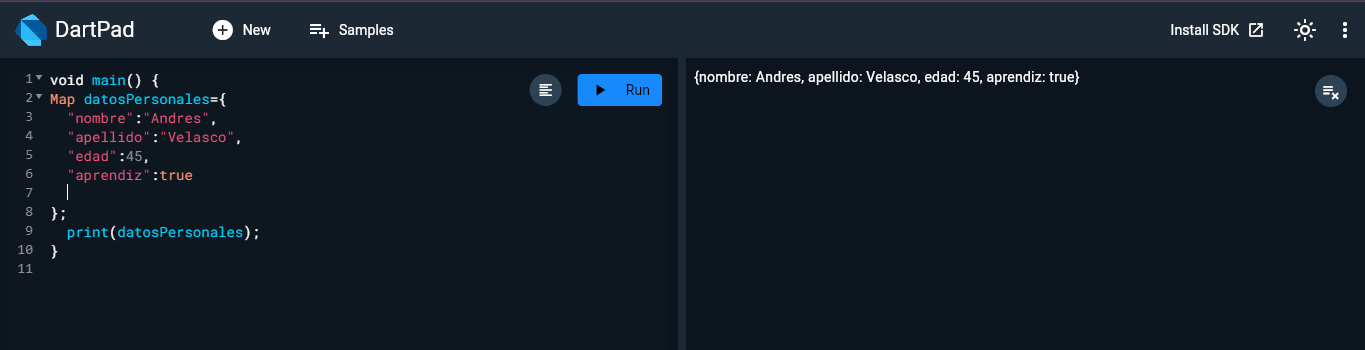 DartPad
New
Samples
Install SDK
1 void main() {
2 Map datosPersonales={
3 "nombre":"Andres",
4 "apellido":"Velasco",
5 "edad":45,
6 "aprendiz":true
7
8 };
9 print(datosPersonales);
10 }
11
Run
{nombre: Andres, apellido: Velasco, edad: 45, aprendiz: true}